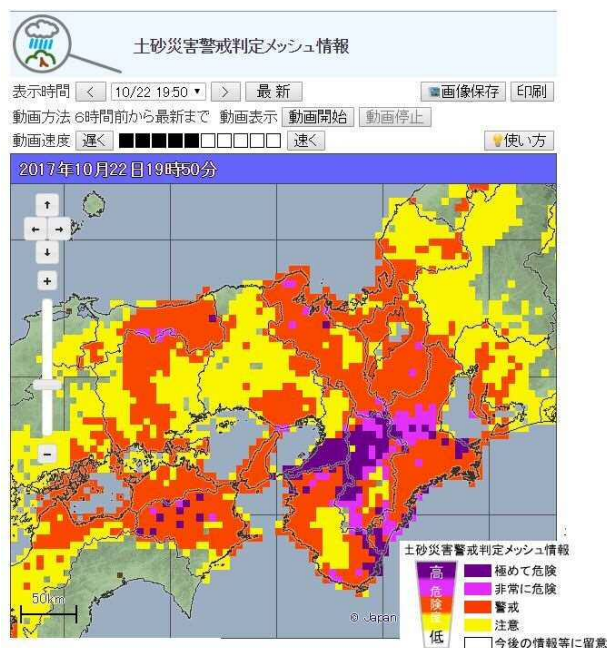 土砂災害警戒判定メッシュ情報
表示時間 < 10/22 19:50 ▼ > 最新 画像保存 印刷
動画方法 6時間前から最新まで 動画表示 動画開始 動画停止
動画速度 遅く 速く 使い方
2017年10月22日19時50分
50km
© Japan
土砂災害警戒判定メッシュ情報
高 極めて危険
危険度 非常に危険
警戒
注意
低 今後の情報等に留意